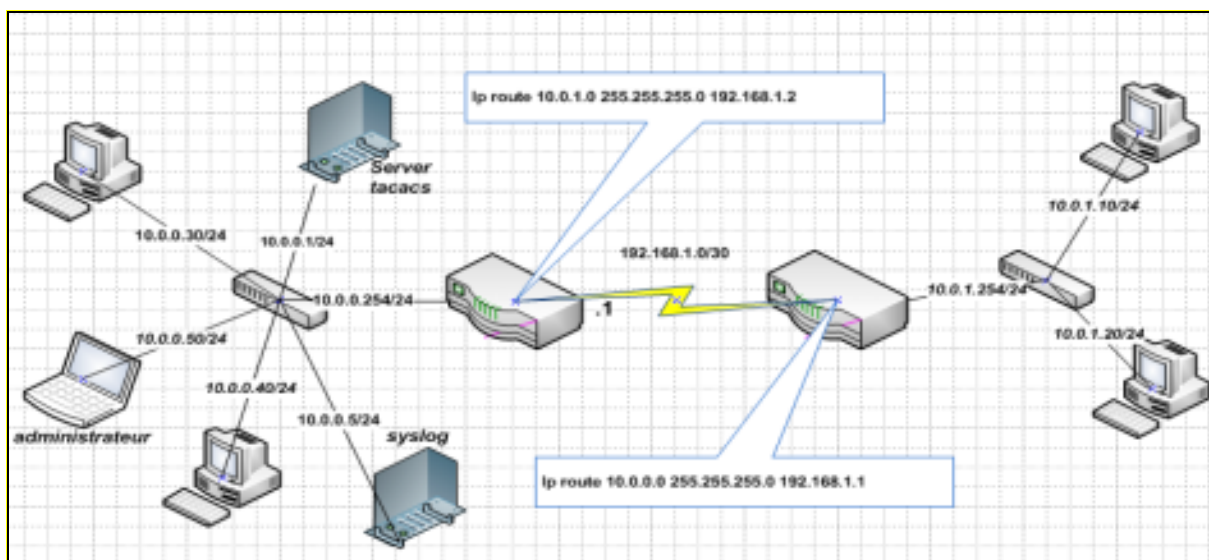 Ip route 10.0.1.0 255.255.255.0 192.168.1.2
Server
tacacs
10.0.0.30/24
10.0.0.1/24
192.168.1.0/30
10.0.1.10/24
10.0.0.254/24
.1
10.0.1.254/24
10.0.0.50/24
10.0.1.20/24
10.0.0.40/24
10.0.0.5/24
administrateur
syslog
Ip route 10.0.0.0 255.255.255.0 192.168.1.1